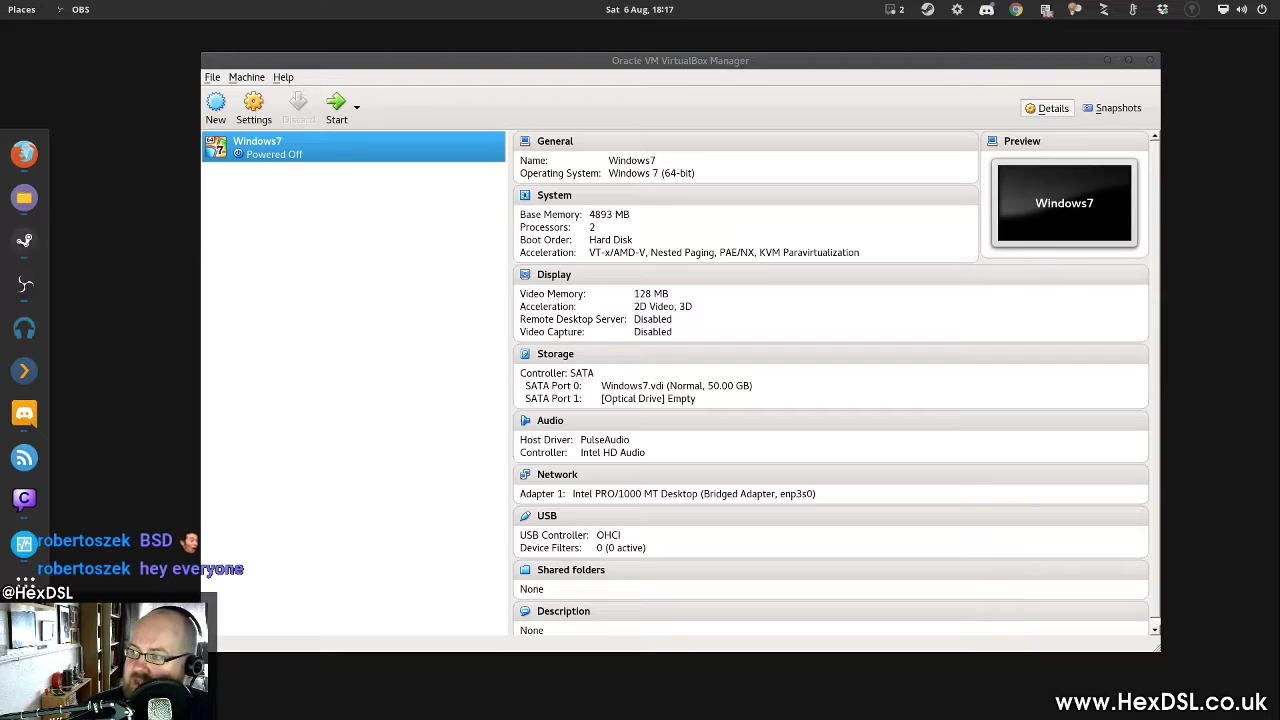 Places OBS Sat 6 Aug, 18:17 2
Oracle VM VirtualBox Manager
File Machine Help
New Settings Discard Start Details Snapshots
Windows7
Powered Off
General
Name: Windows7
Operating System: Windows 7 (64-bit)
Preview
Windows7
System
Base Memory: 4893 MB
Processors: 2
Boot Order: Hard Disk
Acceleration: VT-x/AMD-V, Nested Paging, PAE/NX, KVM Paravirtualization
Display
Video Memory: 128 MB
Acceleration: 2D Video, 3D
Remote Desktop Server: Disabled
Video Capture: Disabled
Storage
Controller: SATA
SATA Port 0: Windows7.vdi (Normal, 50.00 GB)
SATA Port 1: [Optical Drive] Empty
Audio
Host Driver: PulseAudio
Controller: Intel HD Audio
Network
Adapter 1: Intel PRO/1000 MT Desktop (Bridged Adapter, enp3s0)
USB
USB Controller: OHCI
Device Filters: 0 (0 active)
Shared folders
None
Description
None
robertoszek BSD
robertoszek hey everyone
@HexDSL
www.HexDSL.co.uk